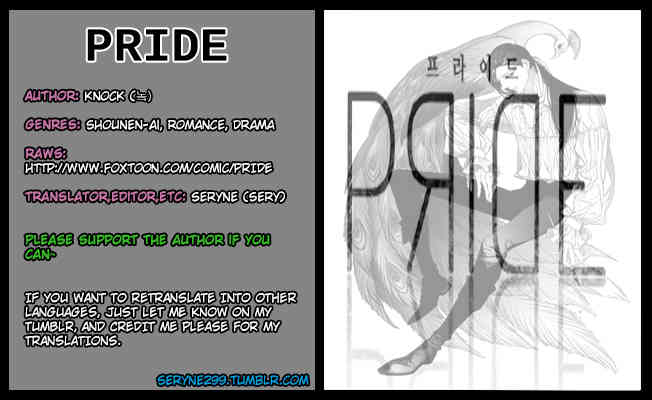 PRIDE
AUTHOR: KNOCK (녹)
GENRES: SHOUNEN-AI, ROMANCE, DRAMA
RAWS:
HTTP://WWW.FOXTOON.COM/COMIC/PRIDE
TRANSLATOR,EDITOR,ETC: SERYNE (SERY)
PLEASE SUPPORT THE AUTHOR IF YOU
CAN~
IF YOU WANT TO RETRANSLATE INTO OTHER
LANGUAGES, JUST LET ME KNOW ON MY
TUMBLR, AND CREDIT ME PLEASE FOR MY
TRANSLATIONS.
SERYNE299.TUMBLR.COM
프라이드
PRIDE